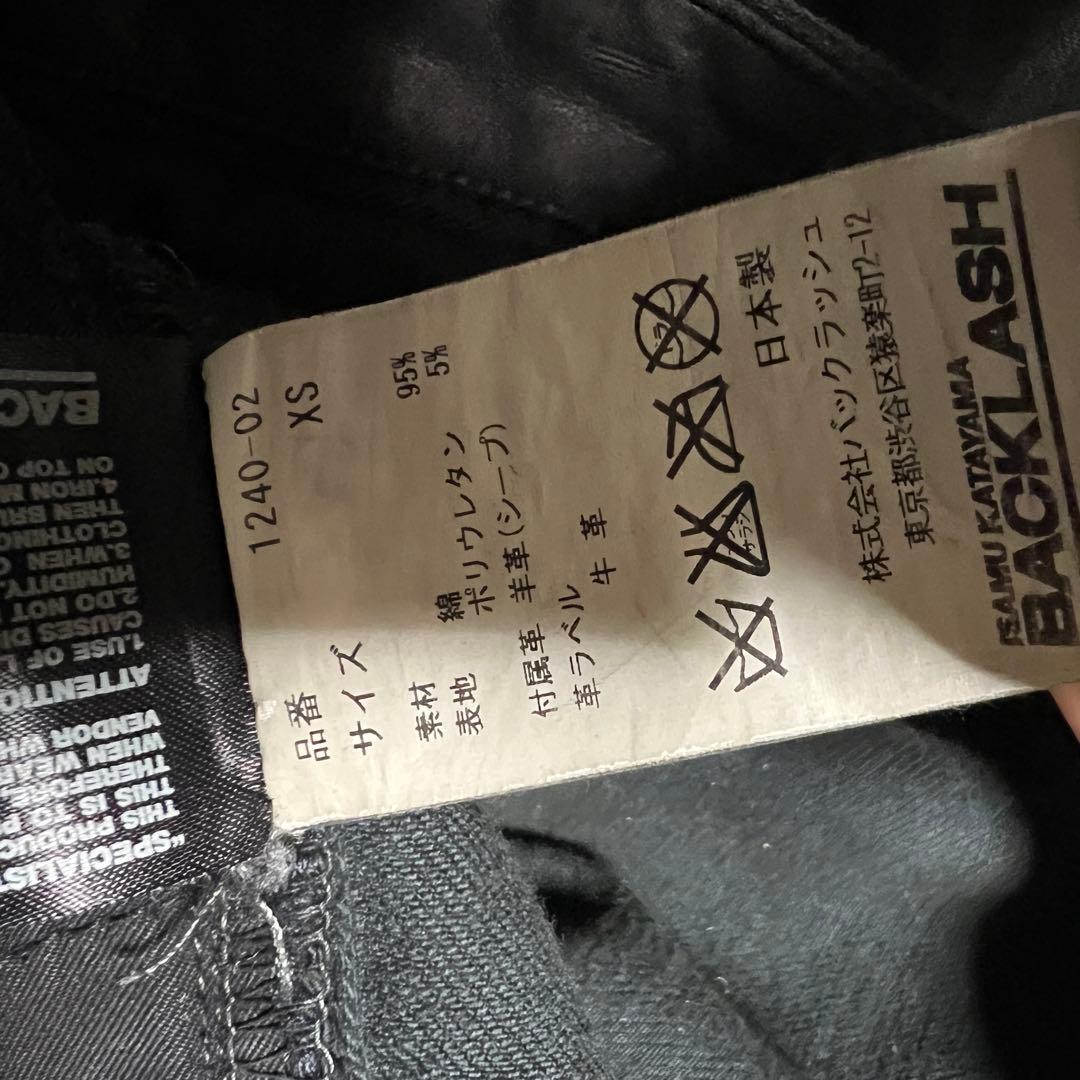 品番 1240-02
サイズ XS
素材
表地 綿 95%
ポリウレタン 5%
付属革 羊革(シープ)
革ラベル 牛革
日本製
株式会社バックラッシュ
東京都渋谷区猿楽町2-12
ISAMU KATAYAMA
BACKLASH
BAC
"SPECIALIS
THIS PRODUC
THIS IS TO P
THEREFORE
WHEN WEAR
VENDOR WH
ATTENTIO
1.USE OF
CAUSES D
2.DO NOT
HUMIDITY,
3.WHEN
CLOTHING
THEN BRU
4.IRON M
ON TOP